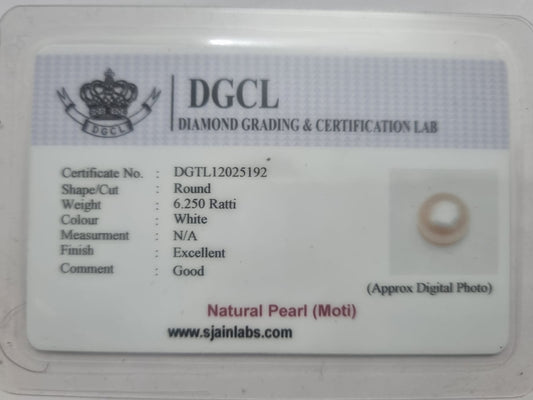 DGCL
DGCL
DIAMOND GRADING & CERTIFICATION LAB
Certificate No. : DGTL12025192
Shape/Cut : Round
Weight : 6.250 Ratti
Colour : White
Measurment : N/A
Finish : Excellent
Comment : Good
(Approx Digital Photo)
Natural Pearl (Moti)
www.sjainlabs.com